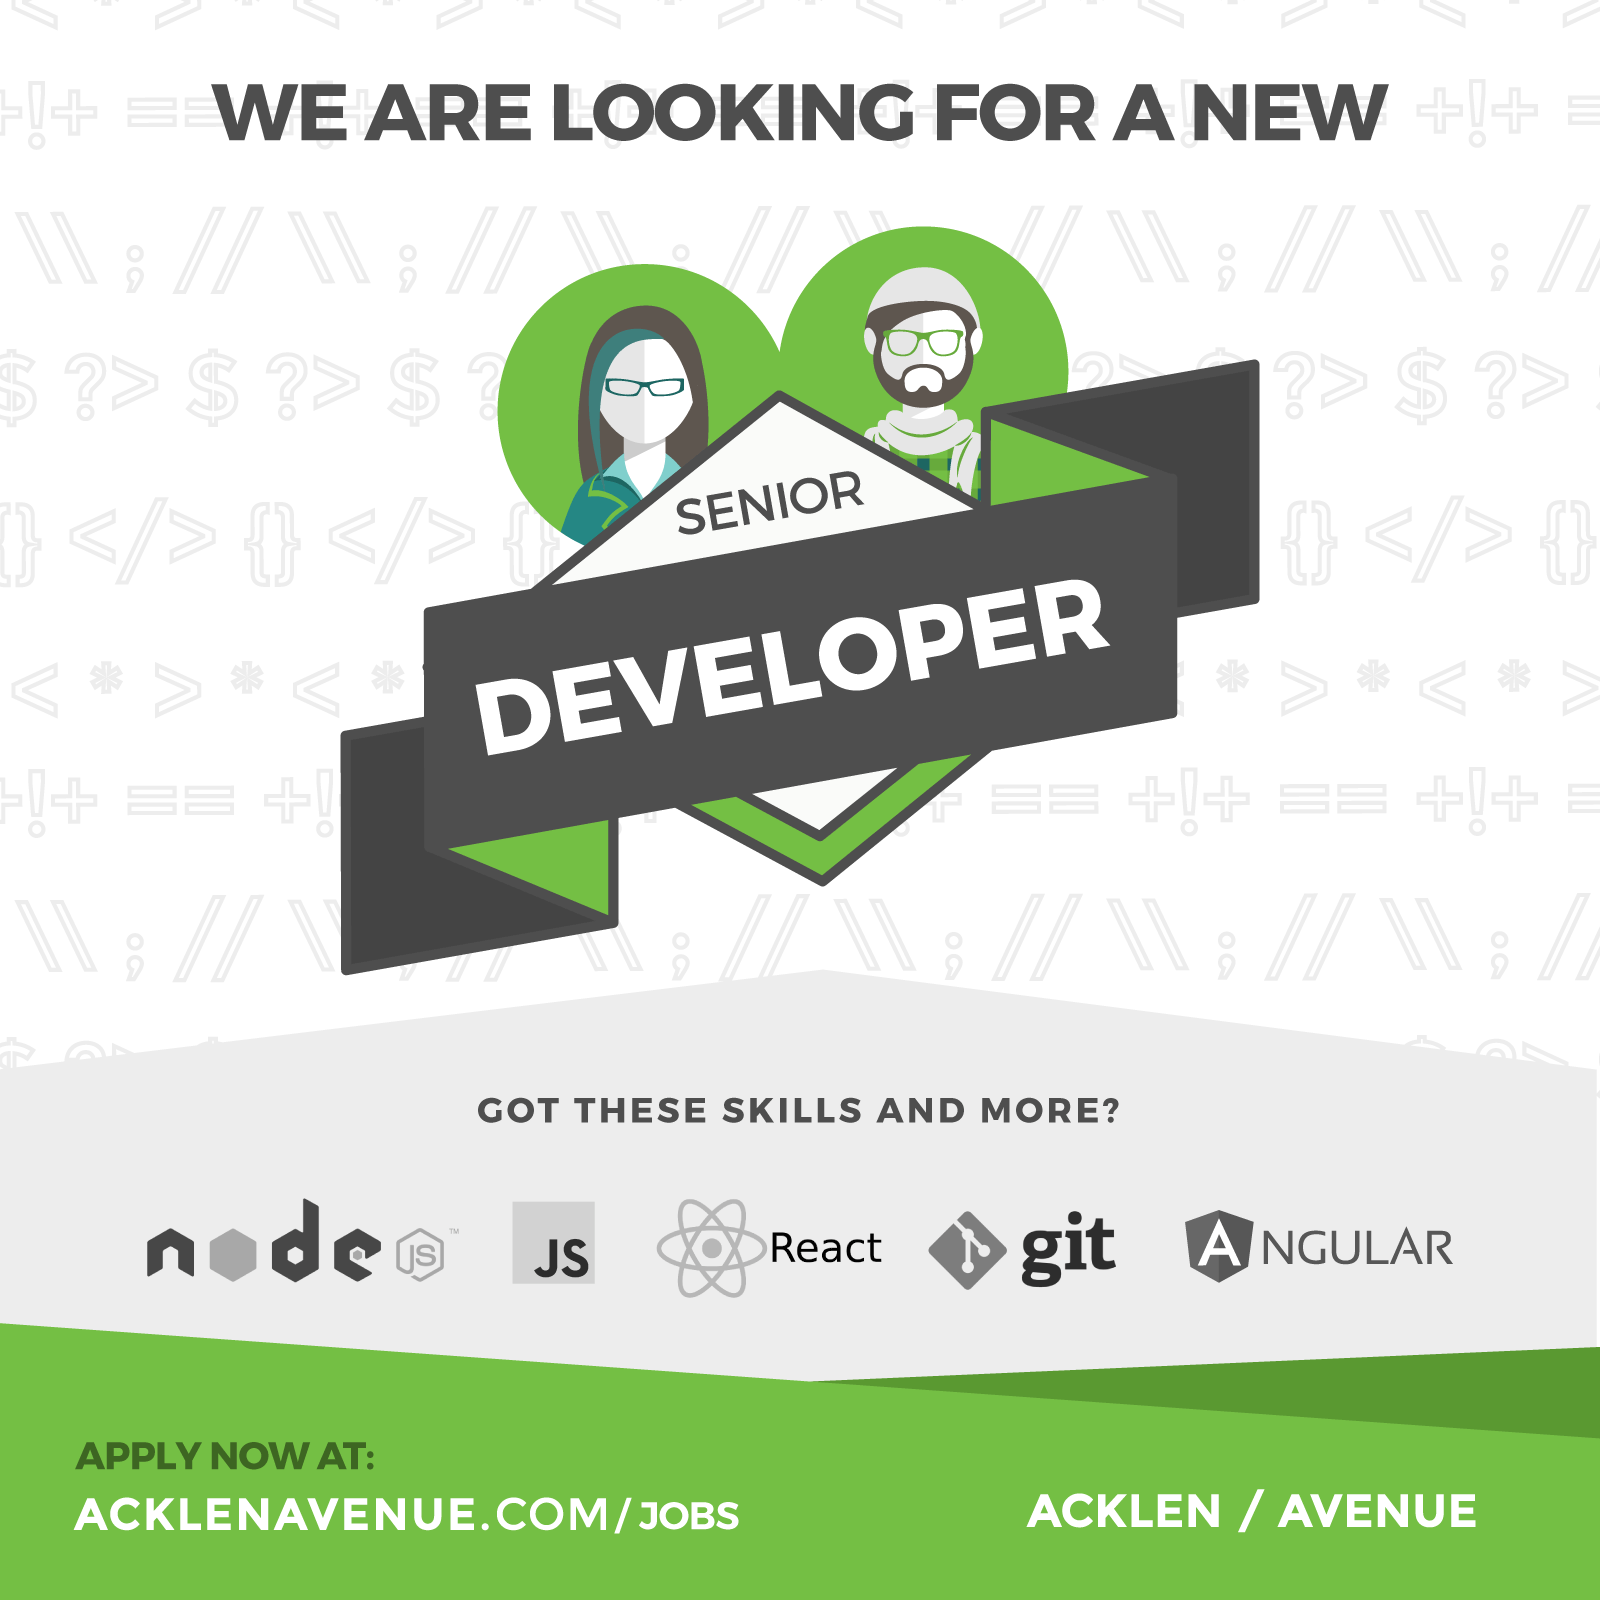 WE ARE LOOKING FOR A NEW
SENIOR
DEVELOPER
GOT THESE SKILLS AND MORE?
node JS™ JS React git ANGULAR
APPLY NOW AT:
ACKLENAVENUE.COM/JOBS
ACKLEN / AVENUE